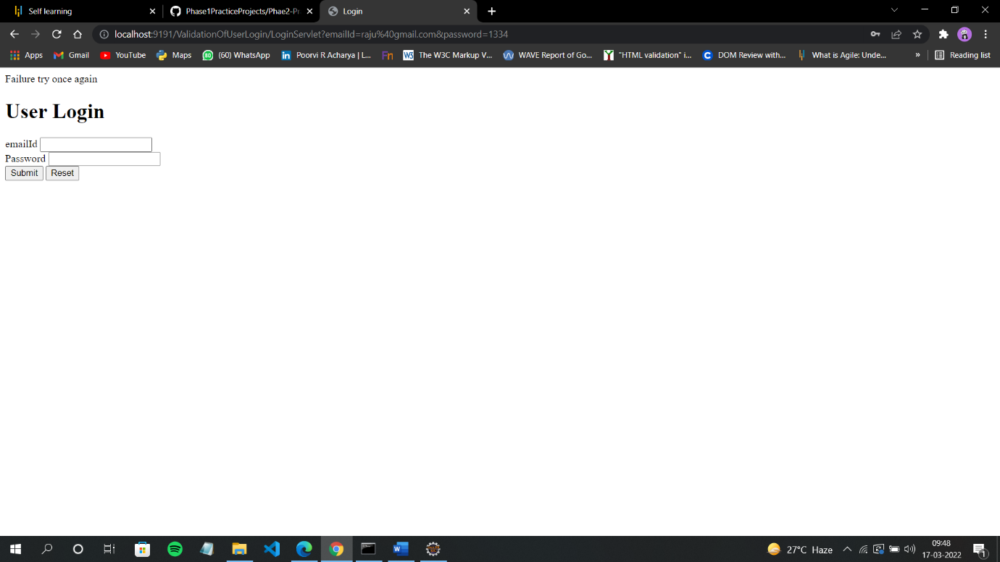 Self learning
Phase1PracticeProjects/Phae2-Pr
Login
localhost:9191/ValidationOfUserLogin/LoginServlet?emailId=raju%40gmail.com&password=1334
Apps Gmail YouTube Maps (60) WhatsApp Poorvi R Acharya | L... Fn W3 The W3C Markup V... WAVE Report of Go... "HTML validation" i... C DOM Review with... What is Agile: Unde... » Reading list
Failure try once again
User Login
emailId
Password
Submit Reset
27°C Haze
09:48
17-03-2022
1